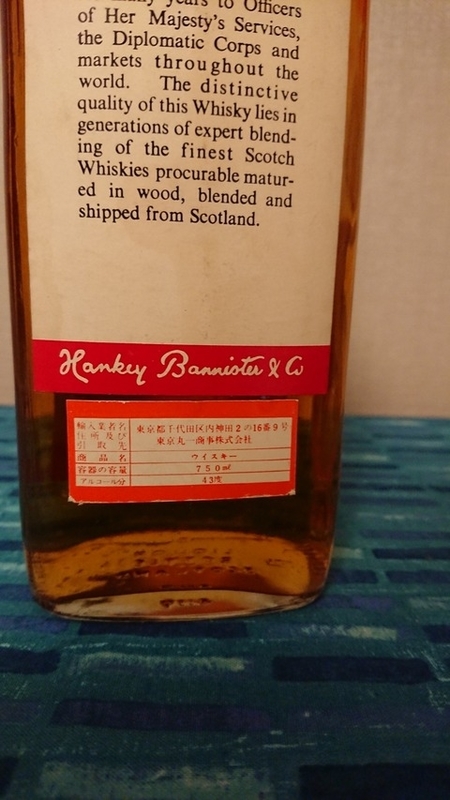 years to Officers
of Her Majesty's Services,
the Diplomatic Corps and
markets throughout the
world. The distinctive
quality of this Whisky lies in
generations of expert blend-
ing of the finest Scotch
Whiskies procurable matur-
ed in wood, blended and
shipped from Scotland.
Hankey Bannister & Co
輸入業者名
住所及び
引取先
東京都千代田区内神田2の16番9号
東京丸一商事株式会社
商品名 ウイスキー
容器の容量 750ml
アルコール分 43度